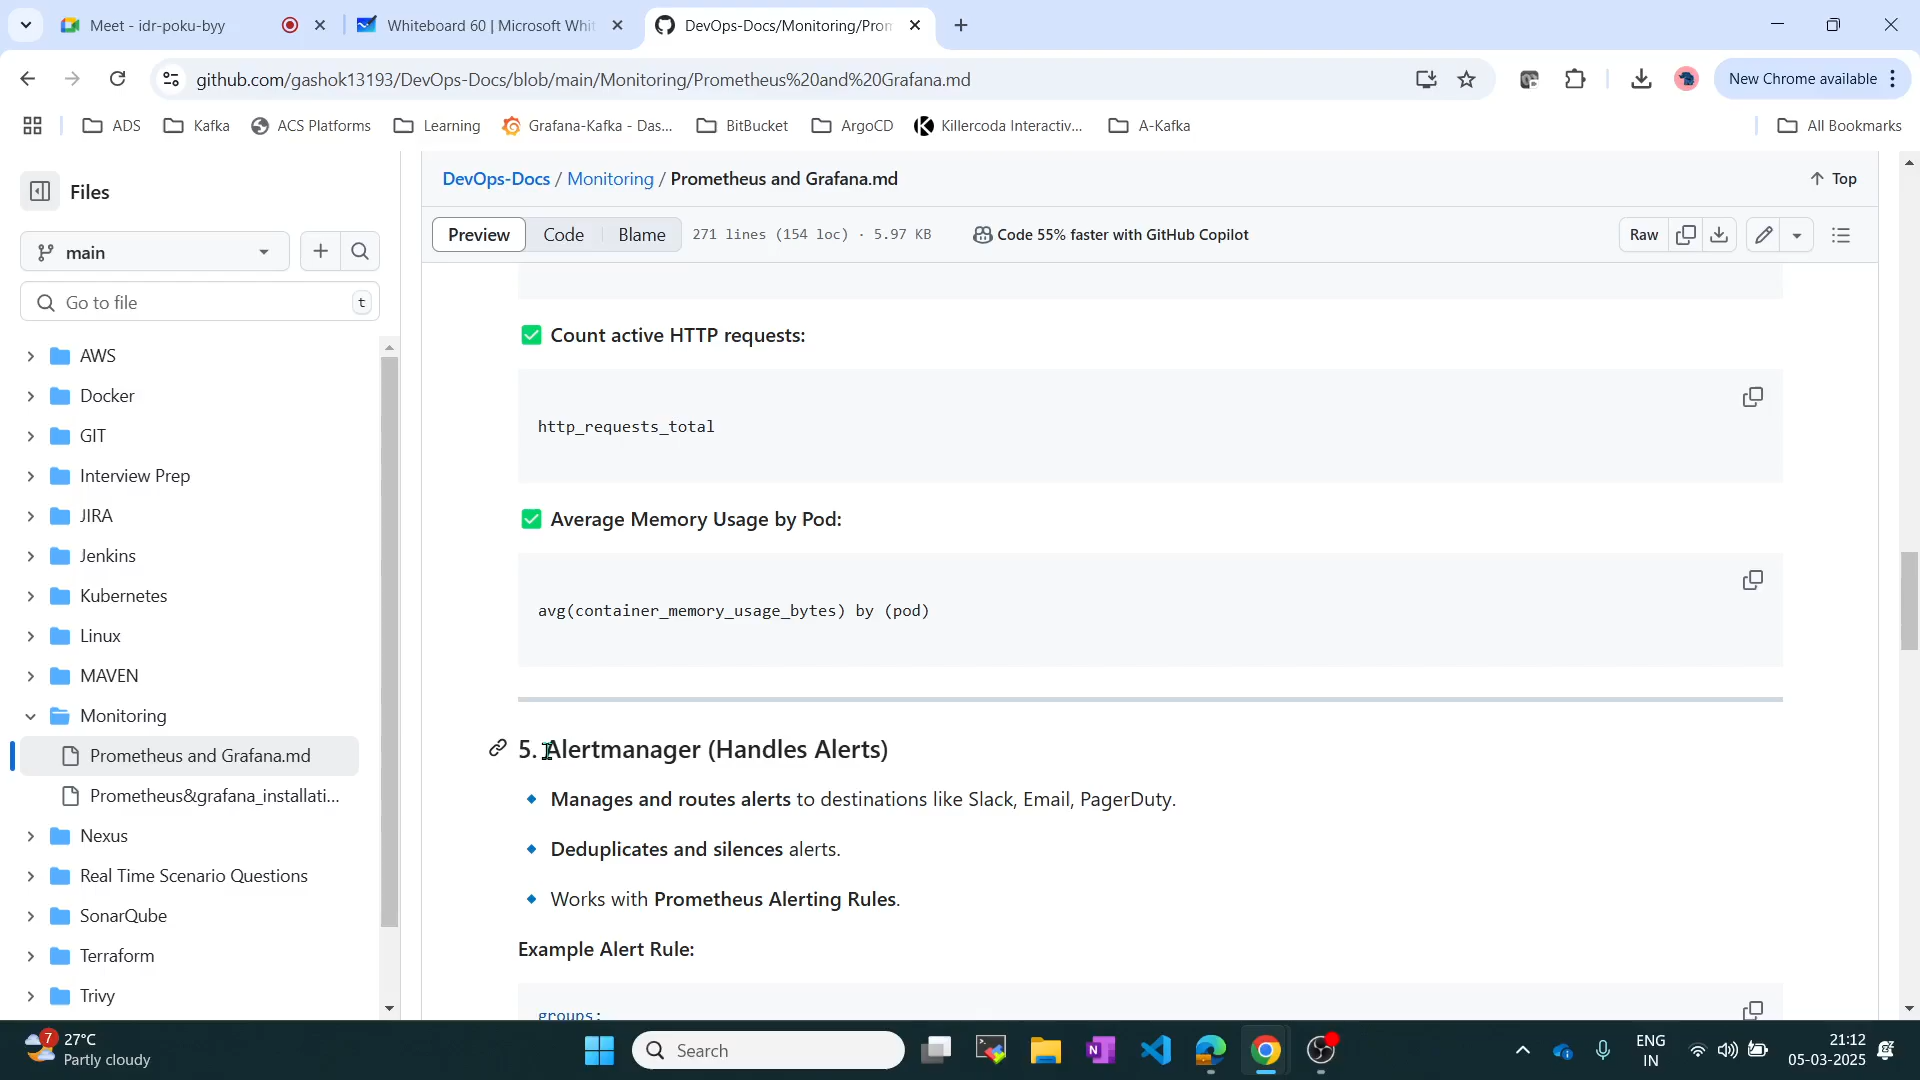 Meet - idr-poku-byy
Whiteboard 60 | Microsoft Whit
DevOps-Docs/Monitoring/Prom
github.com/gashok13193/DevOps-Docs/blob/main/Monitoring/Prometheus%20and%20Grafana.md
New Chrome available
ADS
Kafka
ACS Platforms
Learning
Grafana-Kafka - Das...
BitBucket
ArgoCD
Killercoda Interactiv...
A-Kafka
All Bookmarks
Files
main
Go to file
t
AWS
Docker
GIT
Interview Prep
JIRA
Jenkins
Kubernetes
Linux
MAVEN
Monitoring
Prometheus and Grafana.md
Prometheus&grafana_installati...
Nexus
Real Time Scenario Questions
SonarQube
Terraform
Trivy
DevOps-Docs / Monitoring / Prometheus and Grafana.md
Top
Preview
Code
Blame
271 lines (154 loc) · 5.97 KB
Code 55% faster with GitHub Copilot
Raw
✅ Count active HTTP requests:
http_requests_total
✅ Average Memory Usage by Pod:
avg(container_memory_usage_bytes) by (pod)
5. Alertmanager (Handles Alerts)
🔹 Manages and routes alerts to destinations like Slack, Email, PagerDuty.
🔹 Deduplicates and silences alerts.
🔹 Works with Prometheus Alerting Rules.
Example Alert Rule:
groups:
7
27°C
Partly cloudy
Search
ENG
IN
21:12
05-03-2025